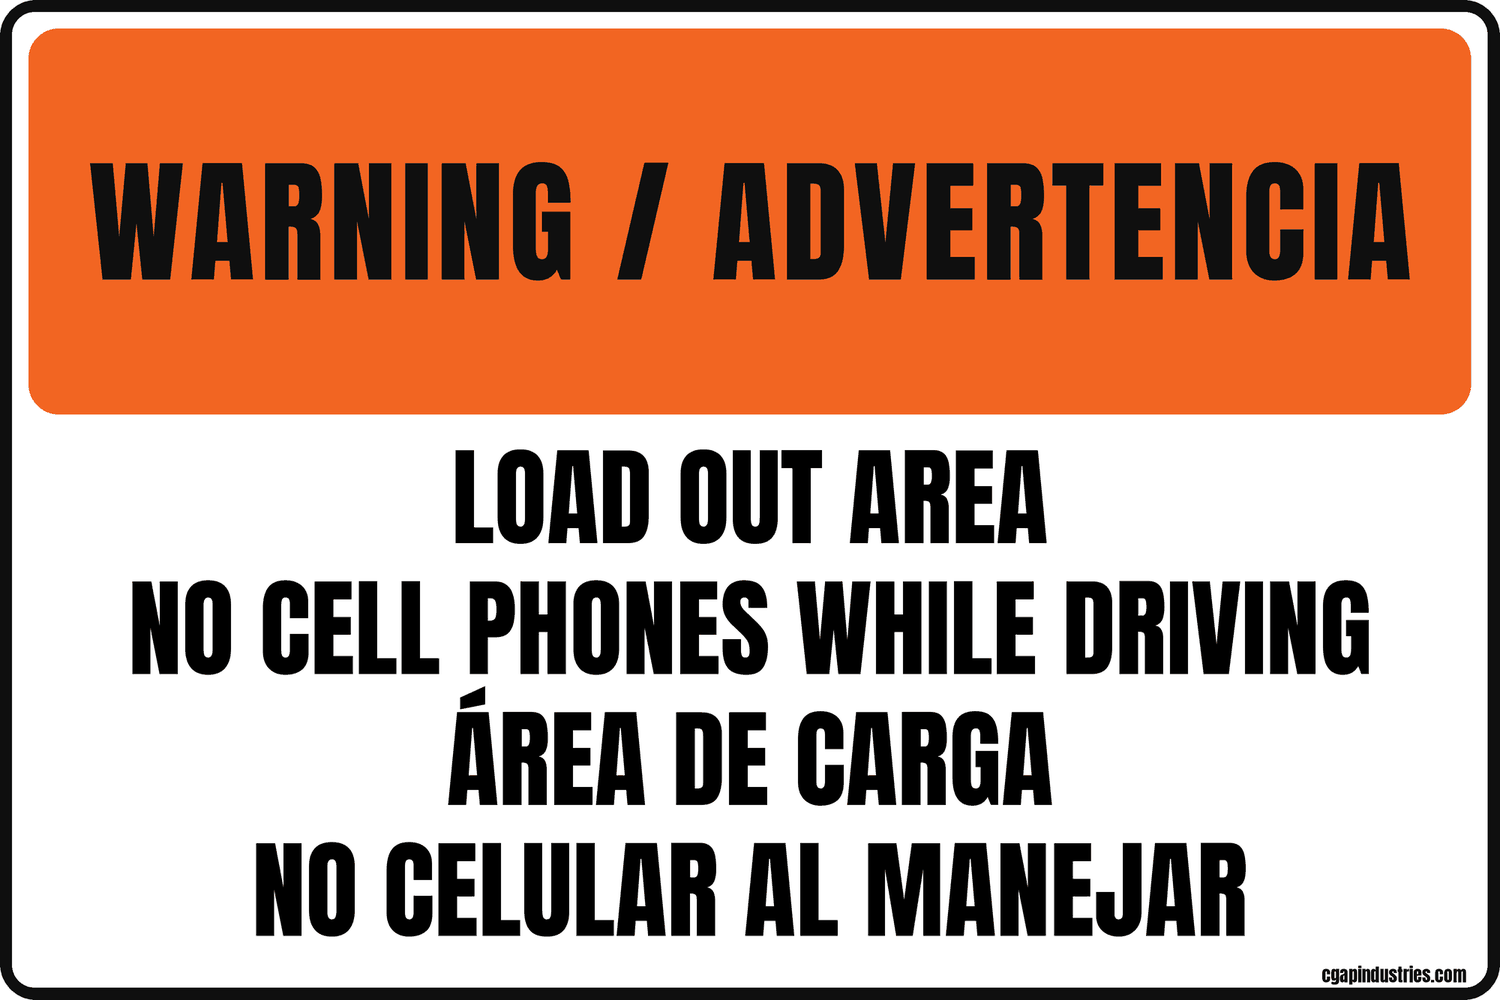 WARNING / ADVERTENCIA
LOAD OUT AREA
NO CELL PHONES WHILE DRIVING
ÁREA DE CARGA
NO CELULAR AL MANEJAR
cgapindustries.com